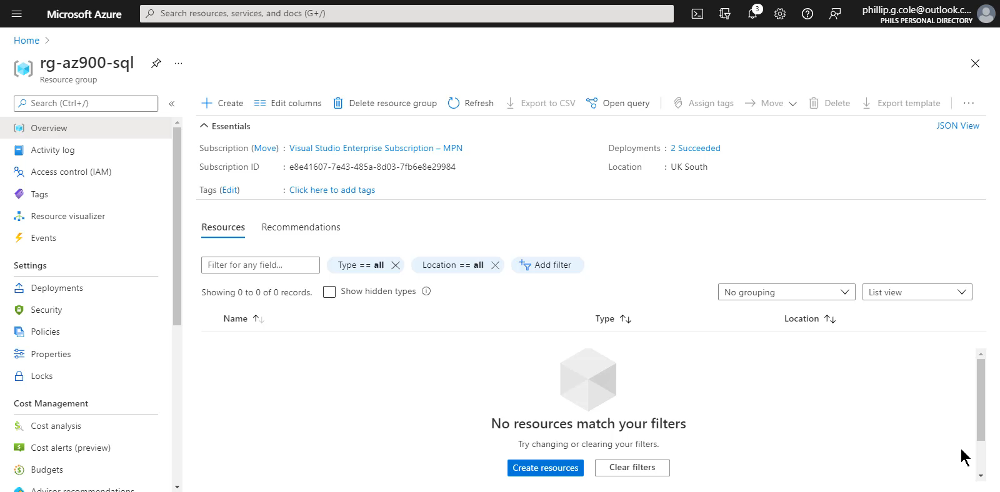 Microsoft Azure
Search resources, services, and docs (G+/)
3
phillip.g.cole@outlook.c...
PHILS PERSONAL DIRECTORY
Home
rg-az900-sql
...
Resource group
Search (Ctrl+/)
«
Create
Edit columns
Delete resource group
Refresh
Export to CSV
Open query
Assign tags
Move
Delete
Export template
...
Overview
Activity log
Access control (IAM)
Tags
Resource visualizer
Events
Settings
Deployments
Security
Policies
Properties
Locks
Cost Management
Cost analysis
Cost alerts (preview)
Budgets
Advisor recommendations
Essentials
JSON View
Subscription (Move) : Visual Studio Enterprise Subscription – MPN
Deployments : 2 Succeeded
Subscription ID : e8e41607-7e43-485a-8d03-7fb6e8e29984
Location : UK South
Tags (Edit) : Click here to add tags
Resources
Recommendations
Filter for any field...
Type == all
Location == all
Add filter
Showing 0 to 0 of 0 records.
Show hidden types
No grouping
List view
Name
Type
Location
No resources match your filters
Try changing or clearing your filters.
Create resources
Clear filters